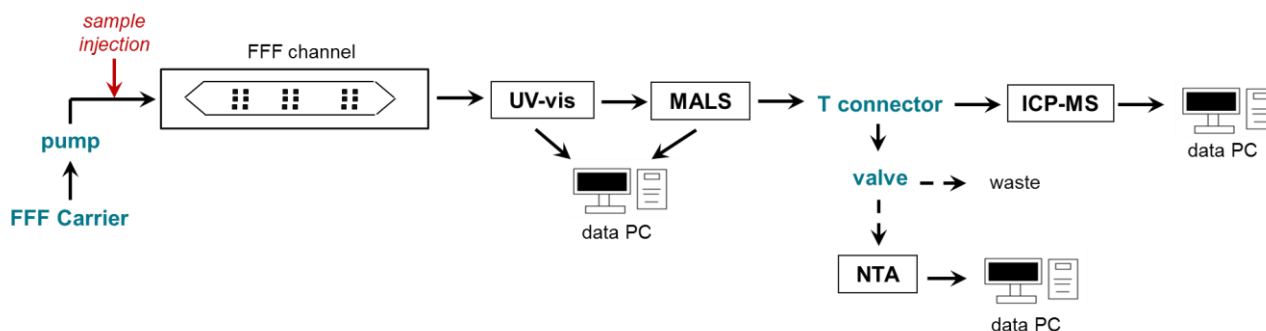 sample
injection
FFF channel
UV-vis
MALS
T connector
ICP-MS
data PC
pump
valve
waste
FFF Carrier
data PC
NTA
data PC